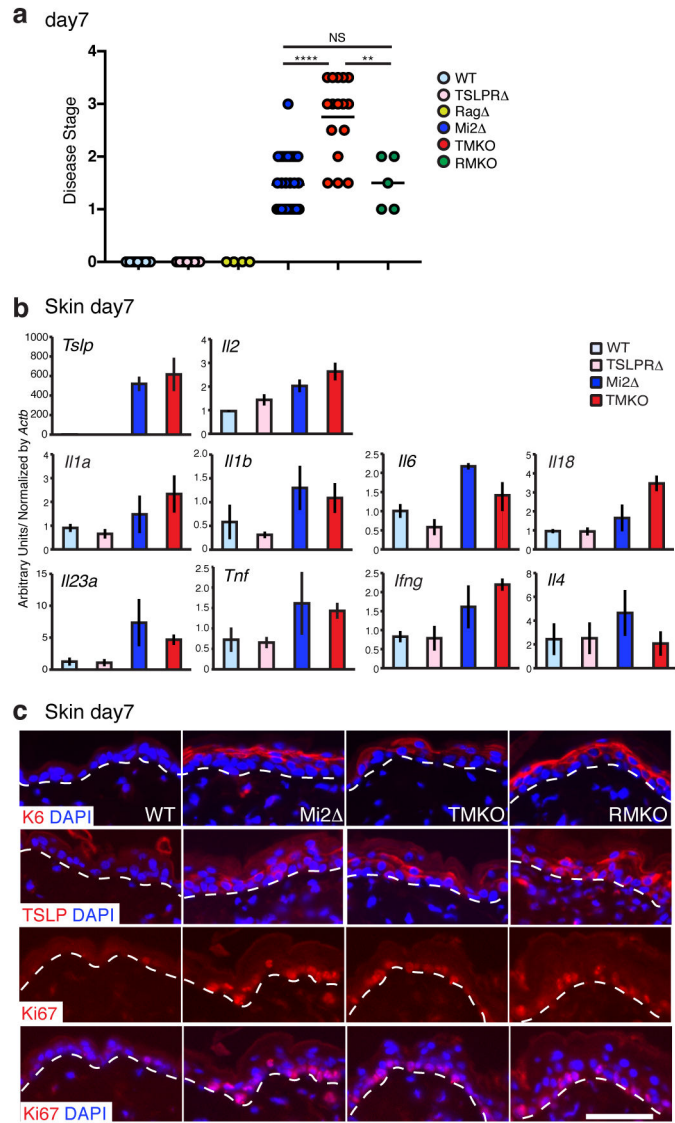 a day7
NS
**** **
Disease Stage
4
3
2
1
0
WT
TSLPRΔ
RagΔ
Mi2Δ
TMKO
RMKO
b Skin day7
Arbitrary Units/ Normalized by Actb
Tslp
1000
800
600
400
200
0
Il2
4
3
2
1
0
WT
TSLPRΔ
Mi2Δ
TMKO
Il1a
4
3
2
1
0
Il1b
2.0
1.5
1.0
0.5
0
Il6
2.5
2.0
1.5
1.0
0.5
0
Il18
5
4
3
2
1
0
Il23a
15
10
5
0
Tnf
2.5
2.0
1.5
1.0
0.5
0
Ifng
2.5
2.0
1.5
1.0
0.5
0
Il4
8
6
4
2
0
c Skin day7
K6 DAPI WT Mi2Δ TMKO RMKO
TSLP DAPI
Ki67
Ki67 DAPI